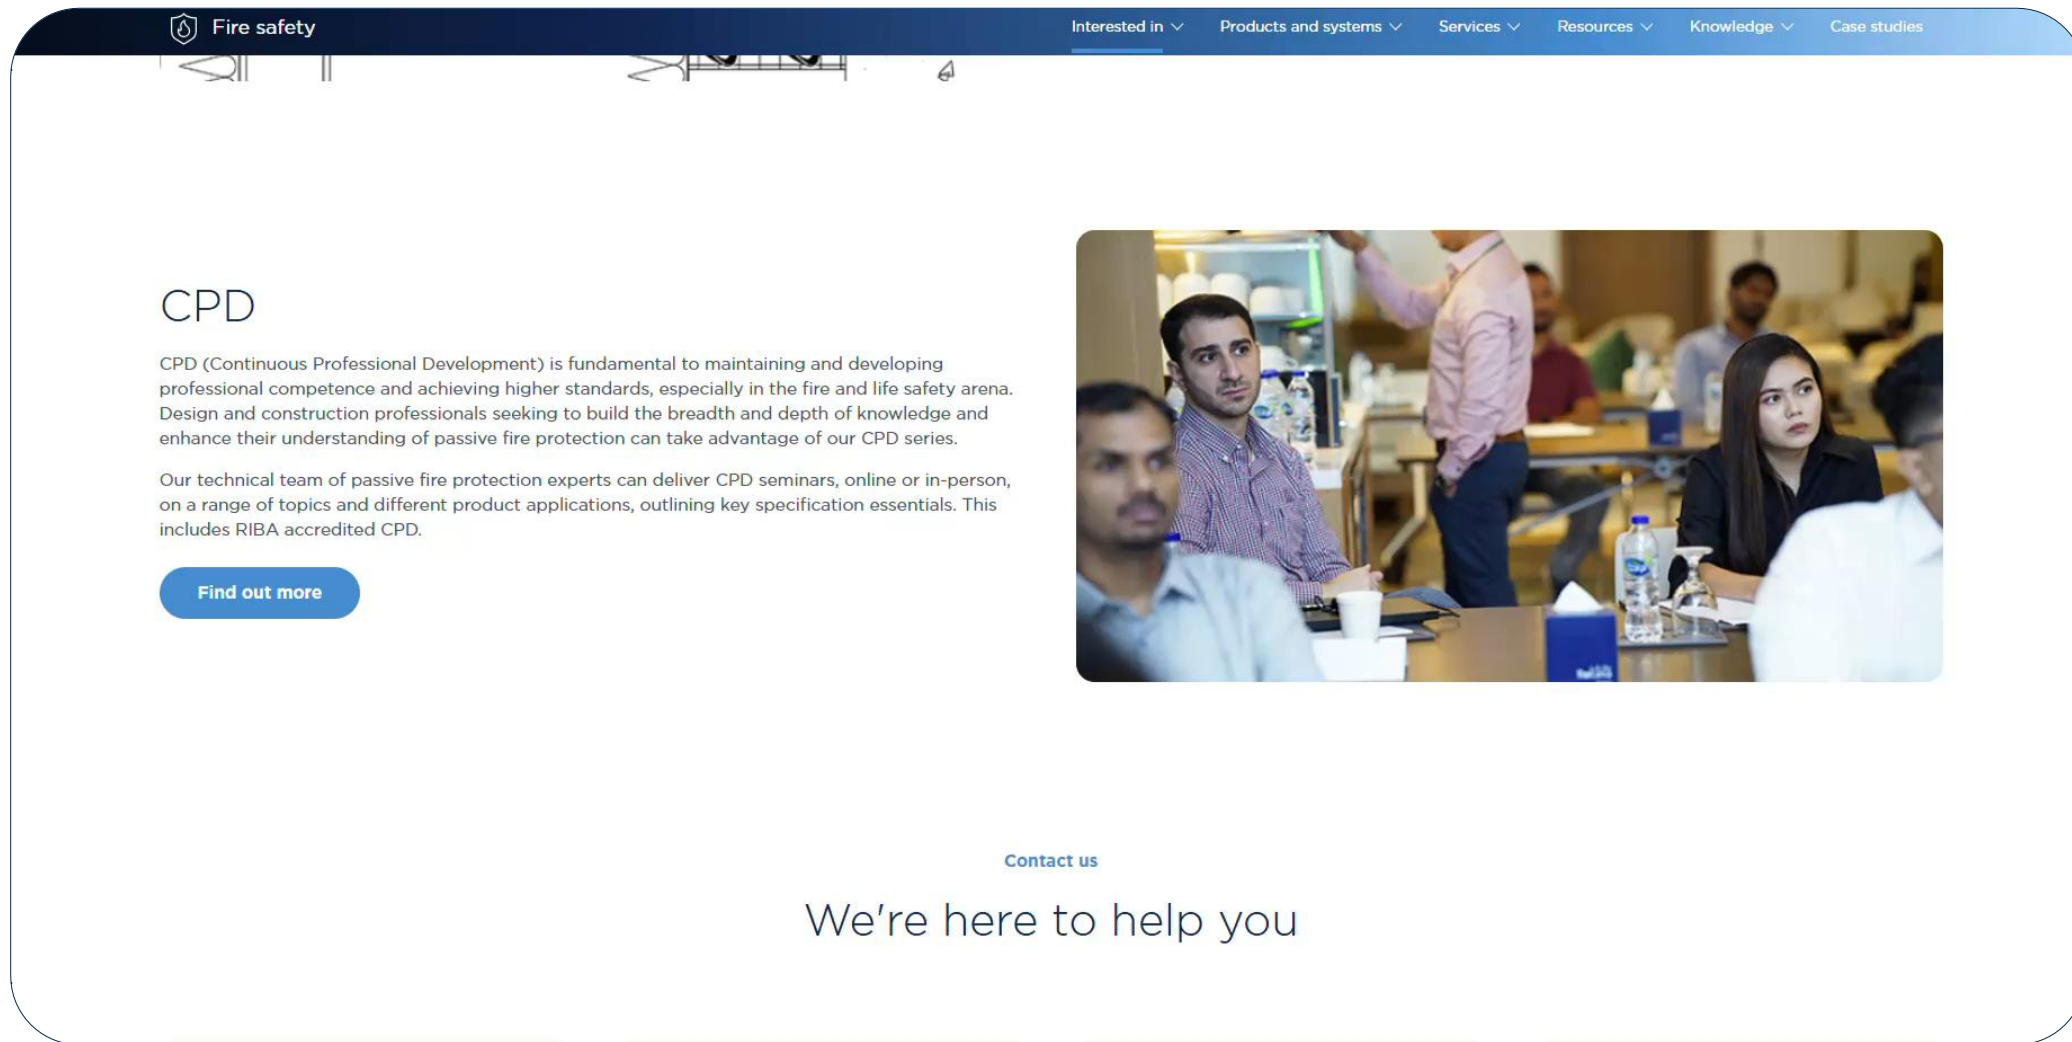 Fire safety
Interested in
Products and systems
Services
Resources
Knowledge
Case studies
CPD
CPD (Continuous Professional Development) is fundamental to maintaining and developing
professional competence and achieving higher standards, especially in the fire and life safety arena.
Design and construction professionals seeking to build the breadth and depth of knowledge and
enhance their understanding of passive fire protection can take advantage of our CPD series.
Our technical team of passive fire protection experts can deliver CPD seminars, online or in-person,
on a range of topics and different product applications, outlining key specification essentials. This
includes RIBA accredited CPD.
Find out more
Contact us
We're here to help you